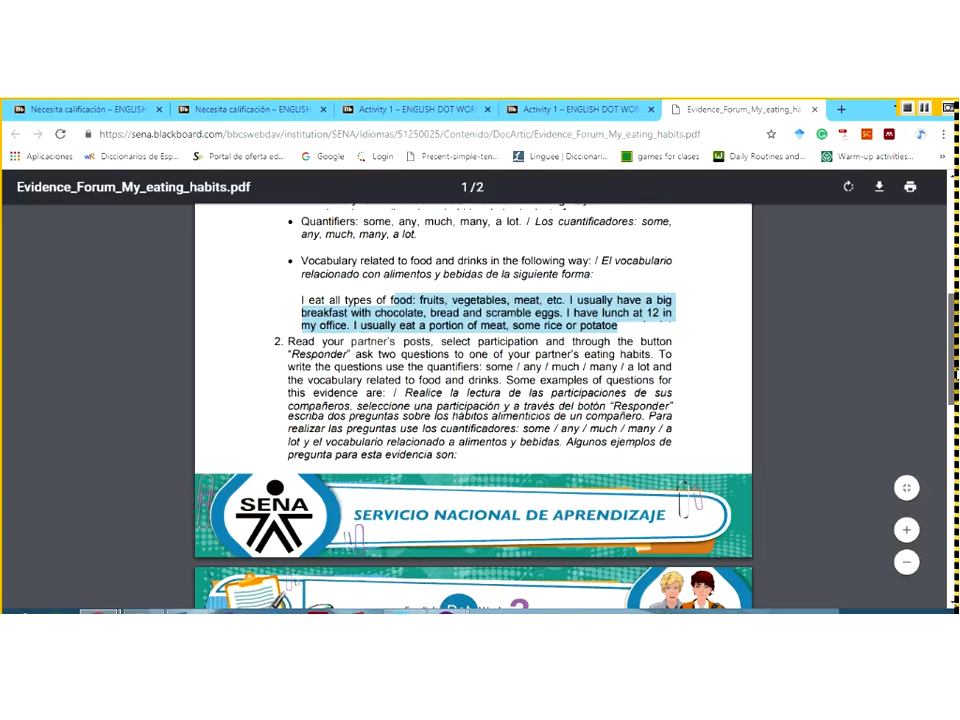 Necesita calificación – ENGLISH
Necesita calificación – ENGLISH
Activity 1 – ENGLISH DOT WOR
Activity 1 – ENGLISH DOT WOR
Evidence_Forum_My_eating_ha
https://sena.blackboard.com/bbcswebdav/institution/SENA/Idiomas/51250025/Contenido/DocArtic/Evidence_Forum_My_eating_habits.pdf
Aplicaciones
Diccionarios de Esp...
Portal de oferta ed...
Google
Login
Present-simple-ten...
Linguee | Diccionari...
games for clases
Daily Routines and...
Warm-up activities...
»
Evidence_Forum_My_eating_habits.pdf
1/2
• Quantifiers: some, any, much, many, a lot. / Los cuantificadores: some,
any, much, many, a lot.
• Vocabulary related to food and drinks in the following way: / El vocabulario
relacionado con alimentos y bebidas de la siguiente forma:
I eat all types of food: fruits, vegetables, meat, etc. I usually have a big
breakfast with chocolate, bread and scramble eggs. I have lunch at 12 in
my office. I usually eat a portion of meat, some rice or potatoe
2. Read your partner's posts, select participation and through the button
“Responder” ask two questions to one of your partner's eating habits. To
write the questions use the quantifiers: some / any / much / many / a lot and
the vocabulary related to food and drinks. Some examples of questions for
this evidence are: / Realice la lectura de las participaciones de sus
compañeros, seleccione una participación y a través del botón “Responder”
escriba dos preguntas sobre los hábitos alimenticios de un compañero. Para
realizar las preguntas use los cuantificadores: some / any / much / many / a
lot y el vocabulario relacionado a alimentos y bebidas. Algunos ejemplos de
pregunta para esta evidencia son:
SENA
SERVICIO NACIONAL DE APRENDIZAJE